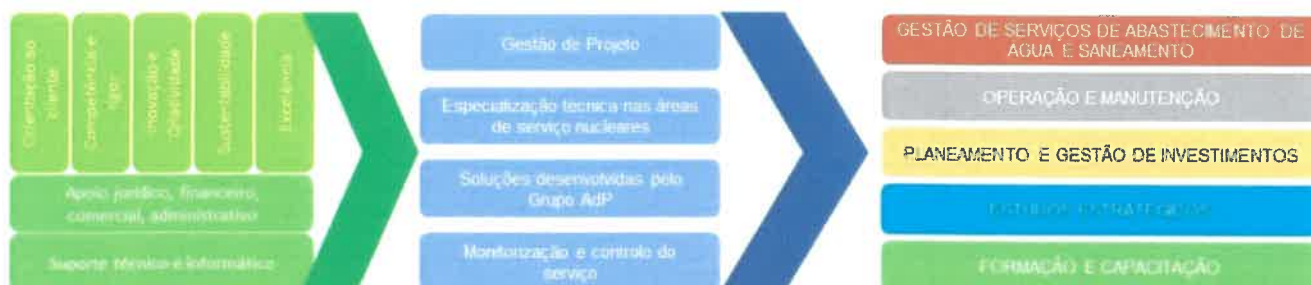 Orientação ao
cliente
Competência e
rigor
Inovação e
Criatividade
Sustentabilidade
Excelência
Apoio jurídico, financeiro,
comercial, administrativo
Suporte técnico e informático
Gestão de Projeto
Especialização técnica nas áreas
de serviço nucleares
Soluções desenvolvidas pelo
Grupo AdP
Monitorização e controlo do
serviço
GESTÃO DE SERVIÇOS DE ABASTECIMENTO DE
ÁGUA E SANEAMENTO
OPERAÇÃO E MANUTENÇÃO
PLANEAMENTO E GESTÃO DE INVESTIMENTOS
ESTUDOS ESTRATÉGICOS
FORMAÇÃO E CAPACITAÇÃO